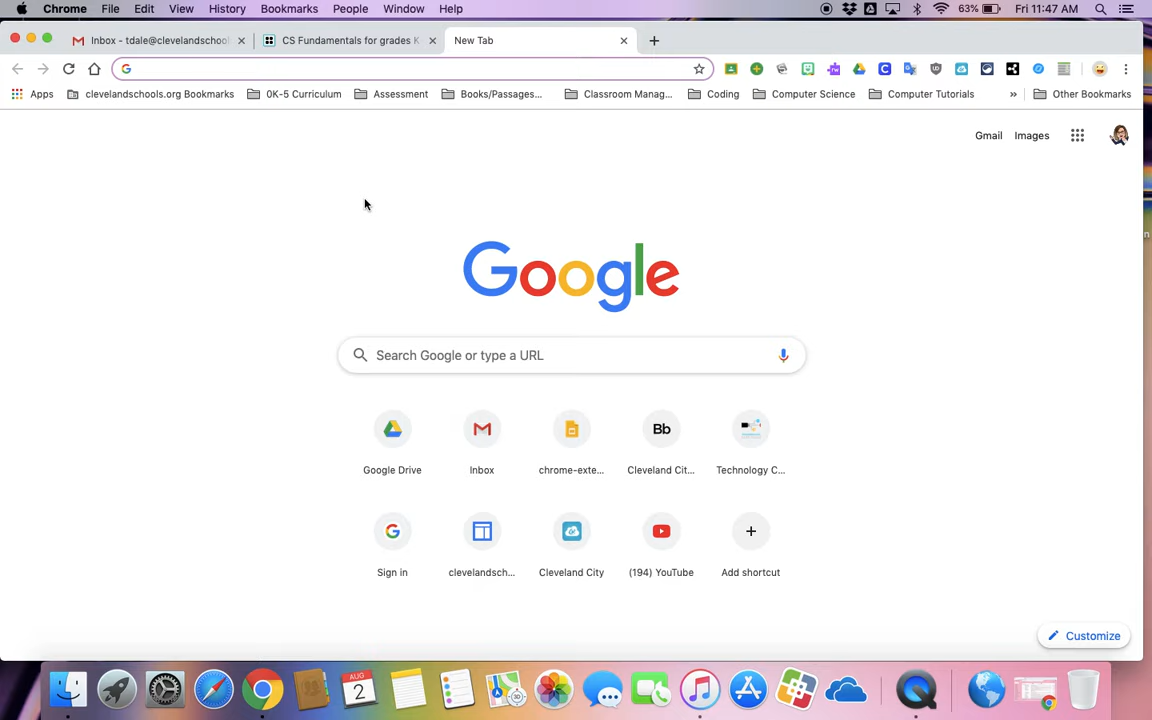 Chrome File Edit View History Bookmarks People Window Help 63% Fri 11:47 AM
Inbox - tdale@clevelandschool CS Fundamentals for grades K New Tab
Apps clevelandschools.org Bookmarks 0K-5 Curriculum Assessment Books/Passages... Classroom Manag... Coding Computer Science Computer Tutorials » Other Bookmarks
Gmail Images
Google
Search Google or type a URL
Bb
Google Drive Inbox chrome-exte... Cleveland Cit... Technology C...
Sign in clevelandsch... Cleveland City (194) YouTube Add shortcut
Customize
AUG
2